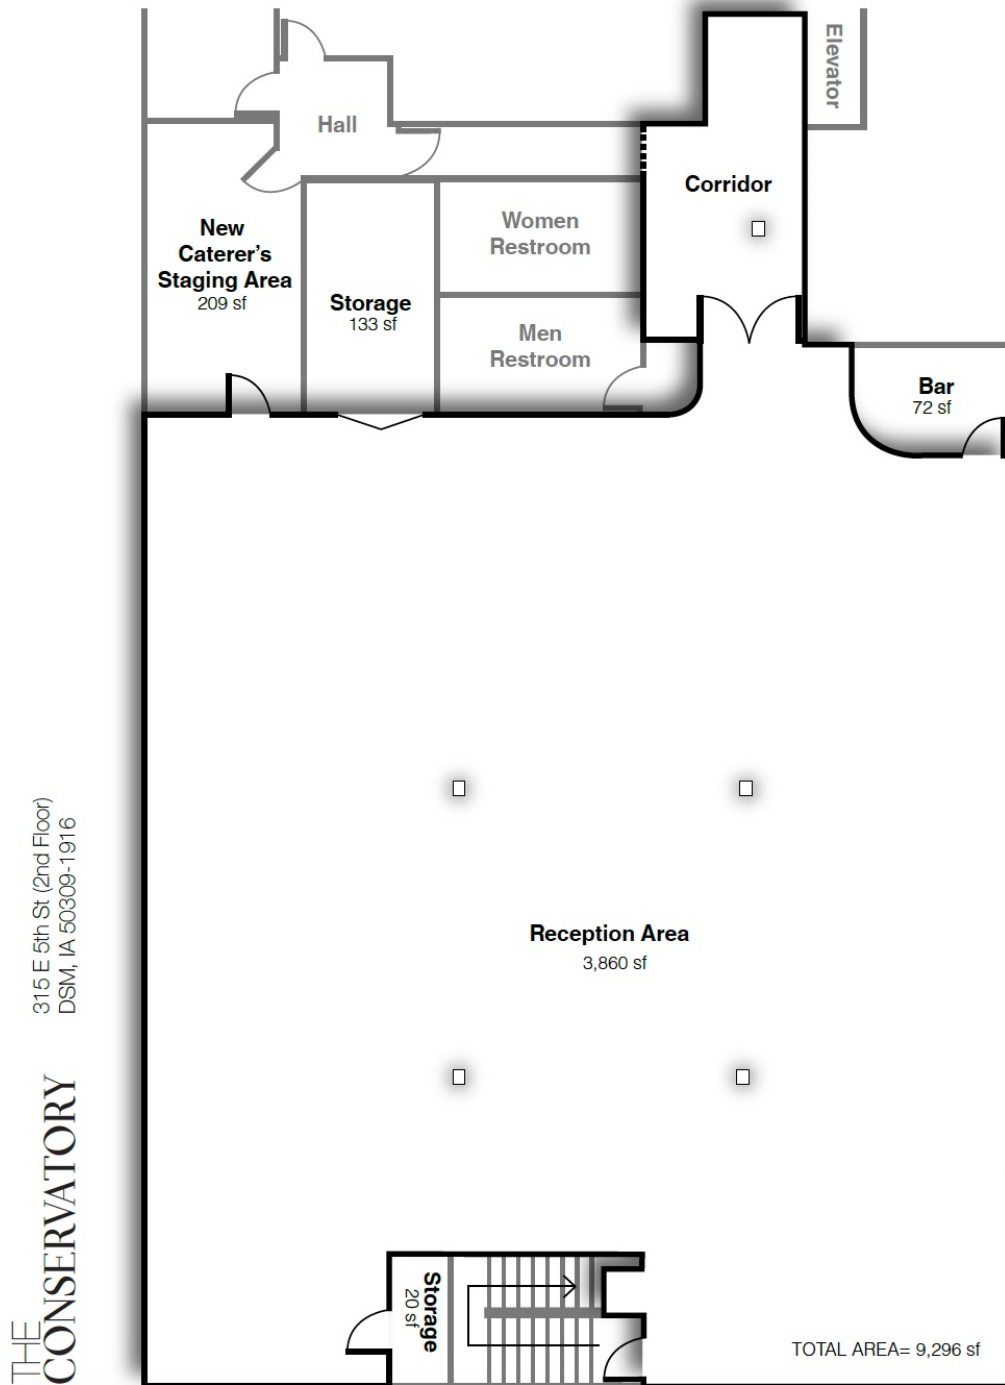 Elevator
Hall
Corridor
New
Caterer's
Staging Area
209 sf
Storage
133 sf
Women
Restroom
Men
Restroom
Bar
72 sf
Reception Area
3,860 sf
Storage
20 sf
TOTAL AREA= 9,296 sf
315 E 5th St (2nd Floor)
DSM, IA 50309-1916
THE
CONSERVATORY